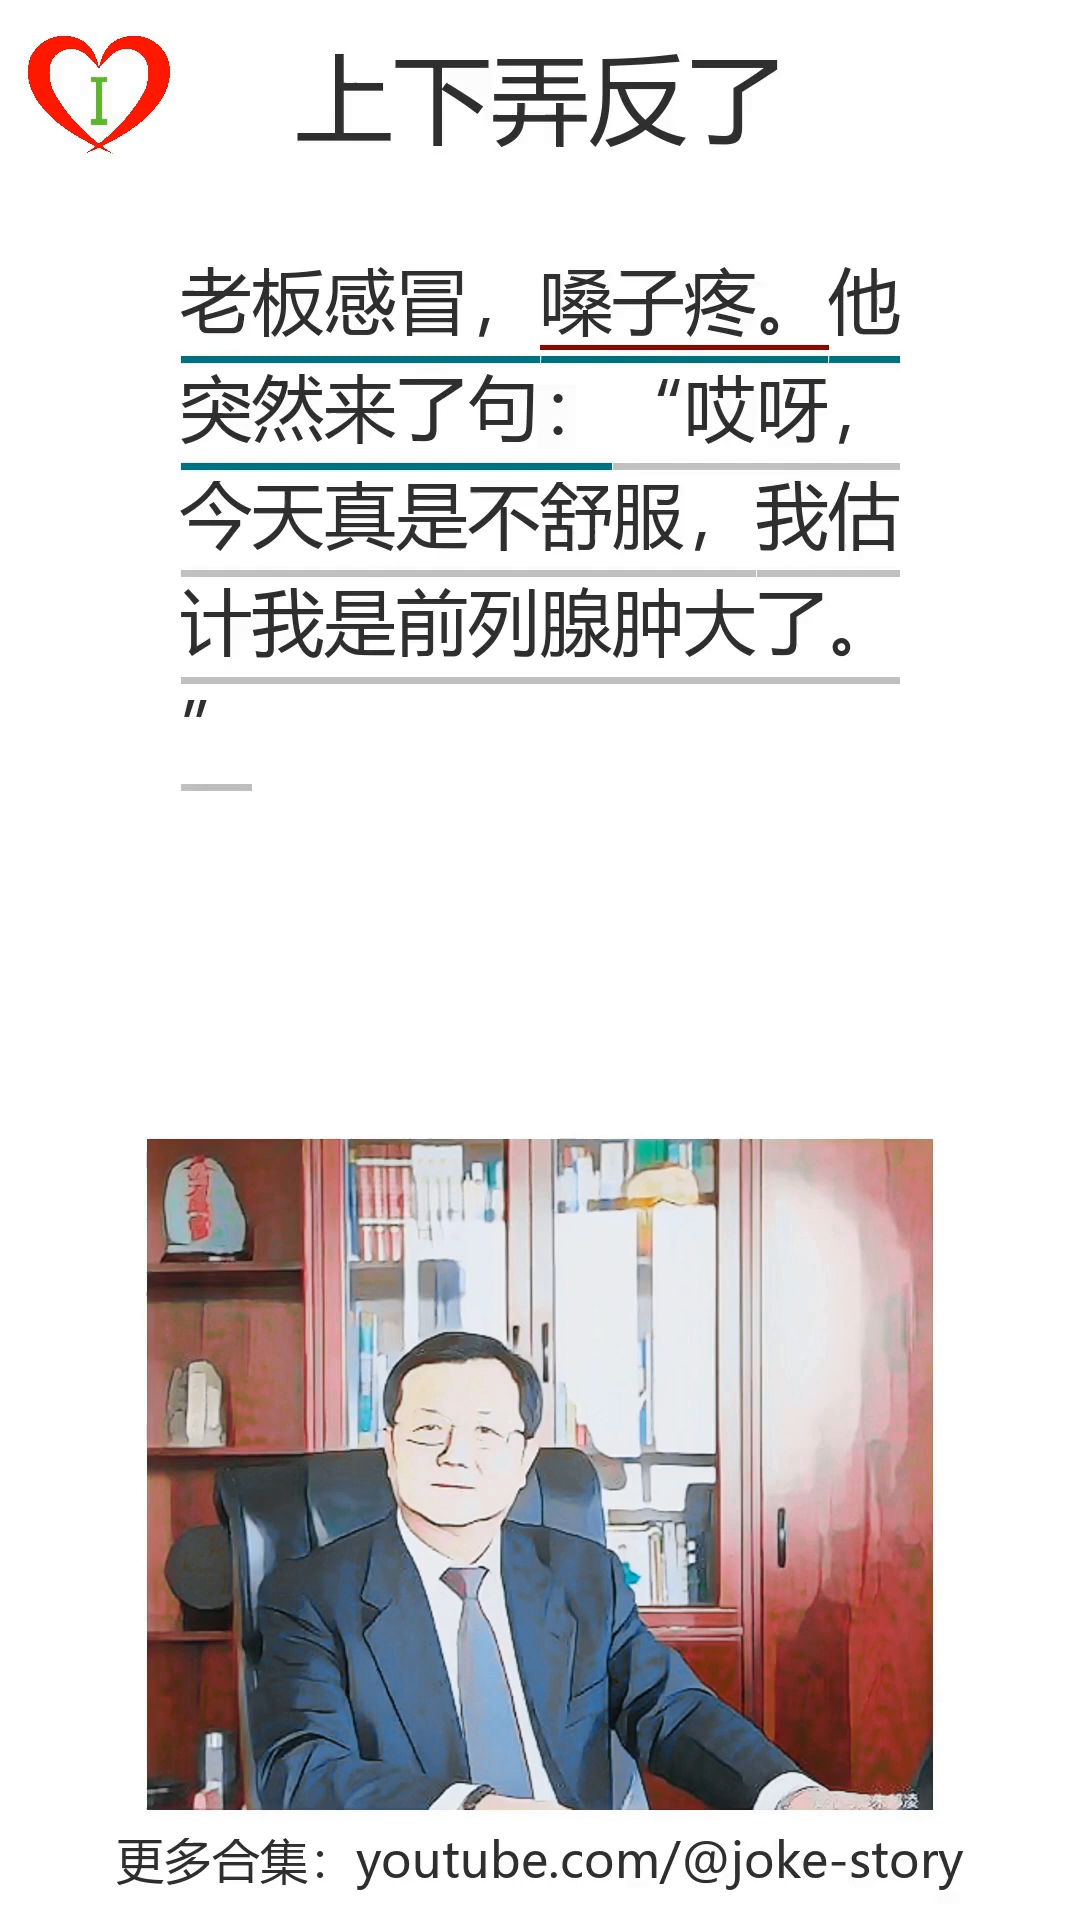 I
上下弄反了
老板感冒，嗓子疼。他
突然来了句：“哎呀，
今天真是不舒服，我估
计我是前列腺肿大了。
”
更多合集：youtube.com/@joke-story